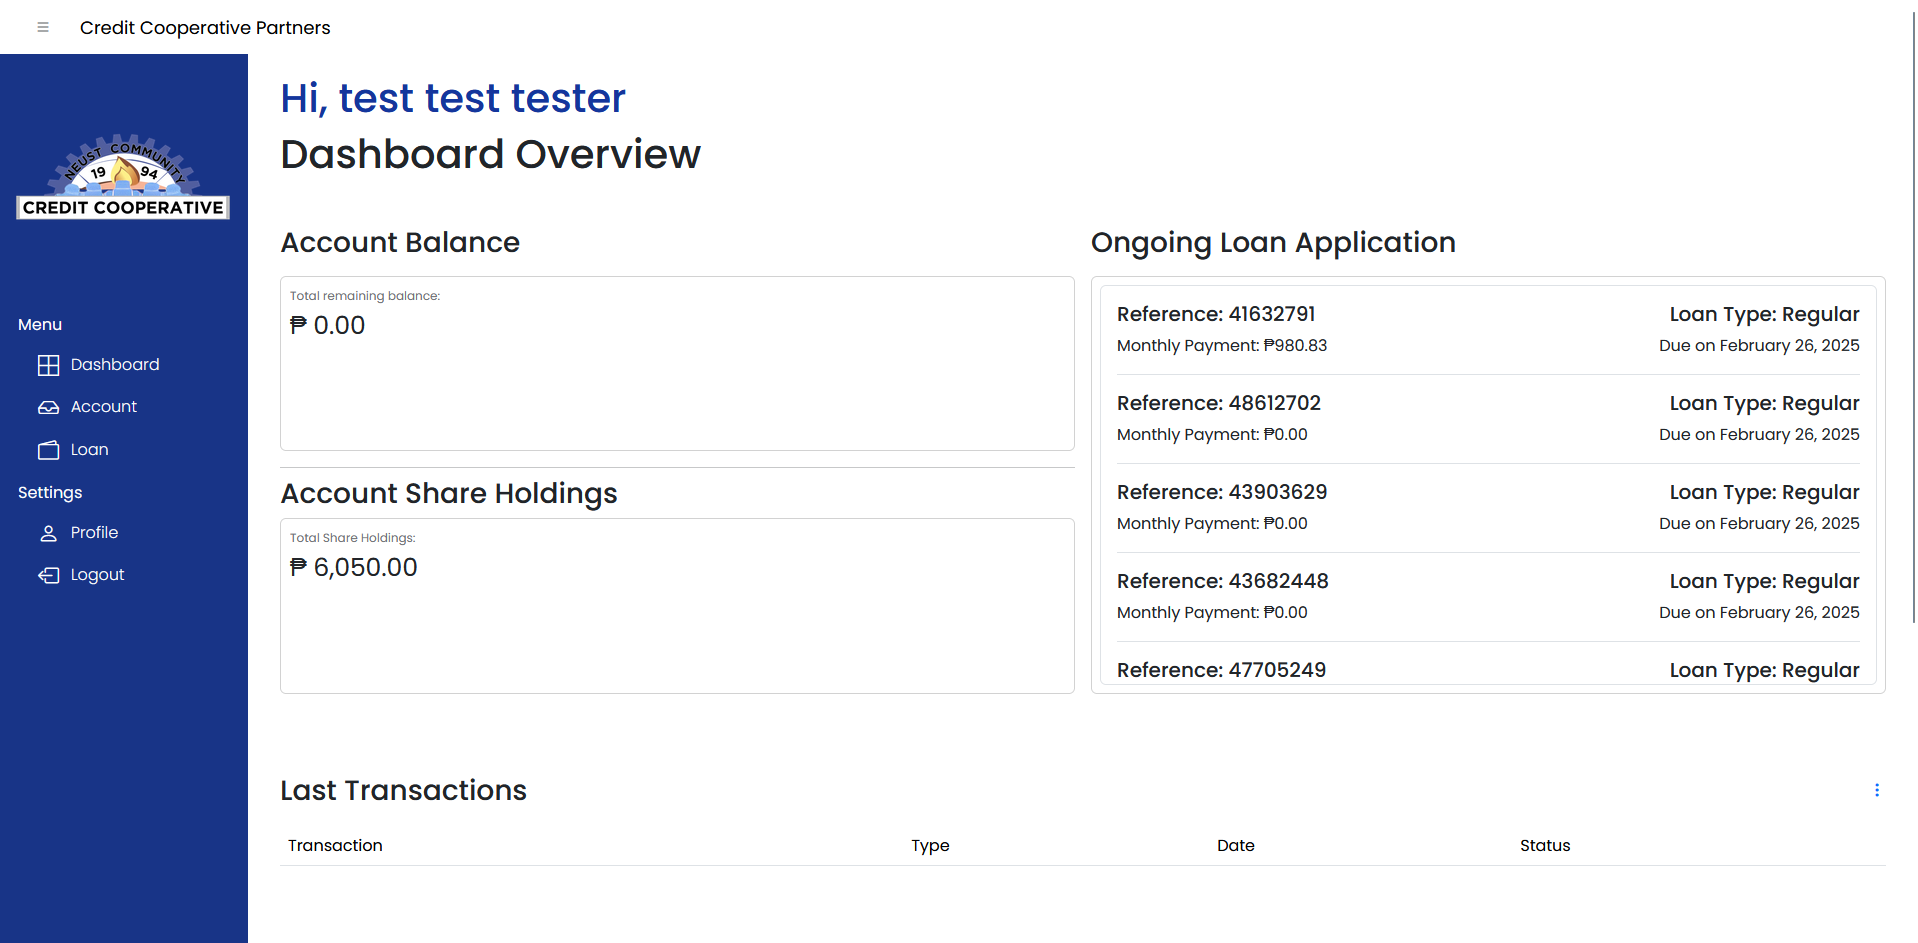 Credit Cooperative Partners
NEUST COMMUNITY
19 94
CREDIT COOPERATIVE
Menu
Dashboard
Account
Loan
Settings
Profile
Logout
Hi, test test tester
Dashboard Overview
Account Balance
Total remaining balance:
₱ 0.00
Account Share Holdings
Total Share Holdings:
₱ 6,050.00
Ongoing Loan Application
Reference: 41632791 Loan Type: Regular
Monthly Payment: ₱980.83 Due on February 26, 2025
Reference: 48612702 Loan Type: Regular
Monthly Payment: ₱0.00 Due on February 26, 2025
Reference: 43903629 Loan Type: Regular
Monthly Payment: ₱0.00 Due on February 26, 2025
Reference: 43682448 Loan Type: Regular
Monthly Payment: ₱0.00 Due on February 26, 2025
Reference: 47705249 Loan Type: Regular
Last Transactions
Transaction Type Date Status